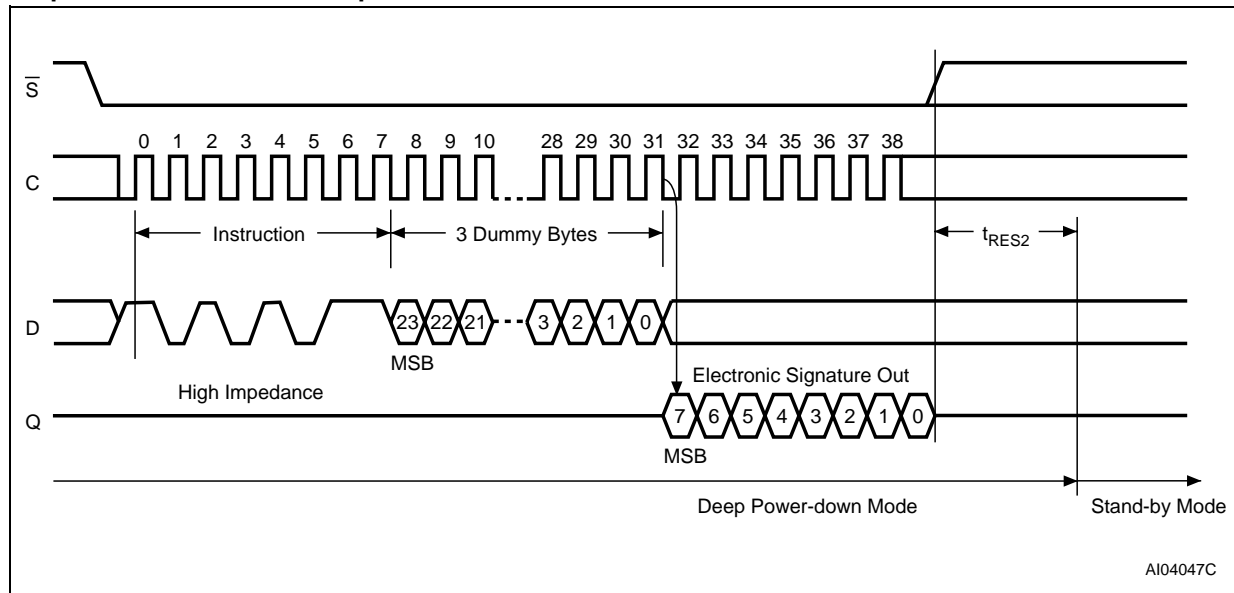 S
0 1 2 3 4 5 6 7 8 9 10 28 29 30 31 32 33 34 35 36 37 38
C
Instruction 3 Dummy Bytes tRES2
D 23 22 21 3 2 1 0
MSB
High Impedance Electronic Signature Out
Q 7 6 5 4 3 2 1 0
MSB
Deep Power-down Mode Stand-by Mode
AI04047C